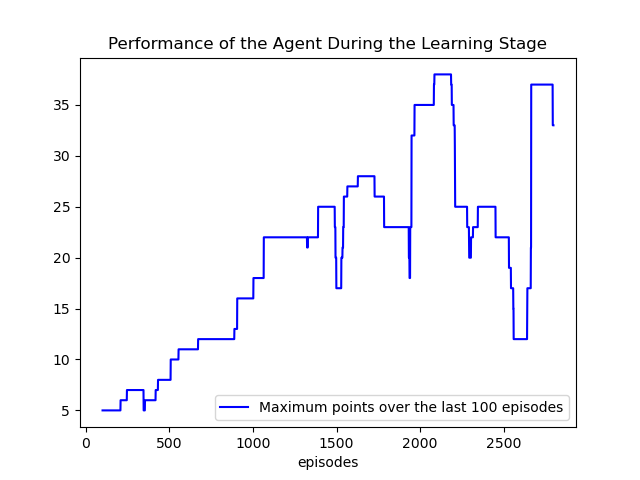 Performance of the Agent During the Learning Stage
35
30
25
20
15
10
5
Maximum points over the last 100 episodes
0 500 1000 1500 2000 2500
episodes